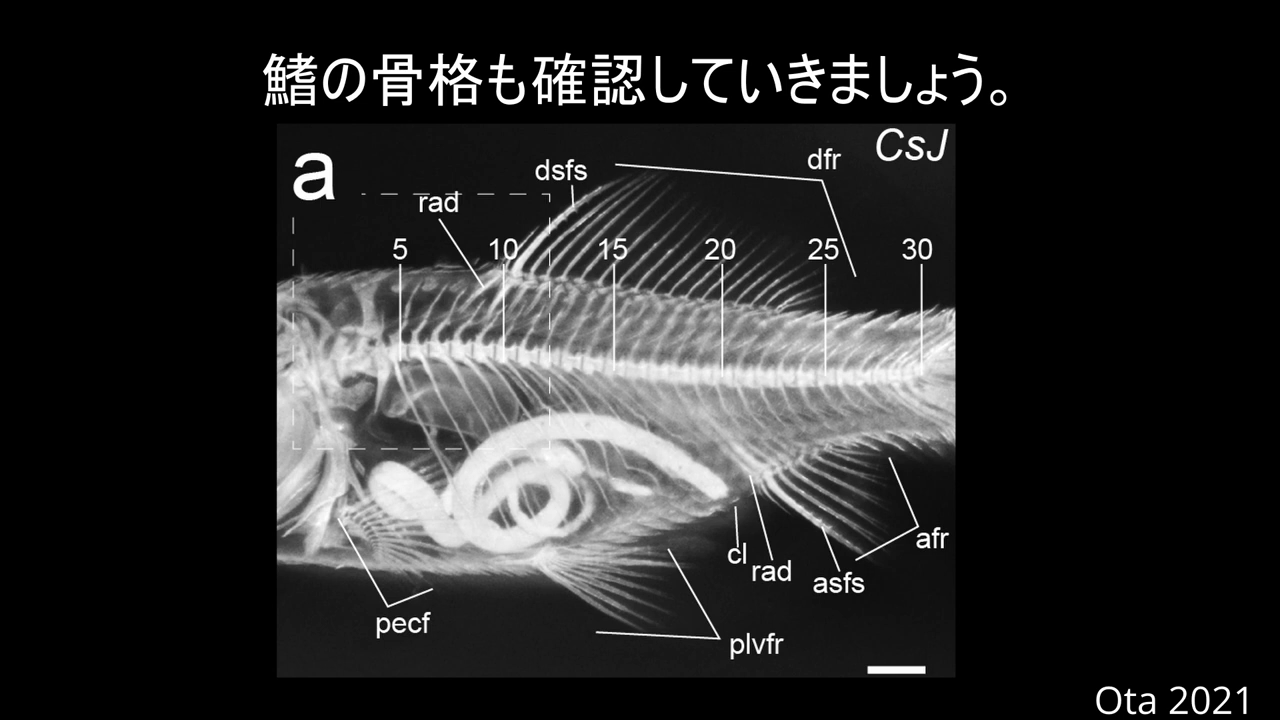 鰭の骨格も確認していきましょう。
a
CsJ
dsfs
dfr
rad
5
10
15
20
25
30
cl
rad
asfs
afr
pecf
plvfr
Ota 2021